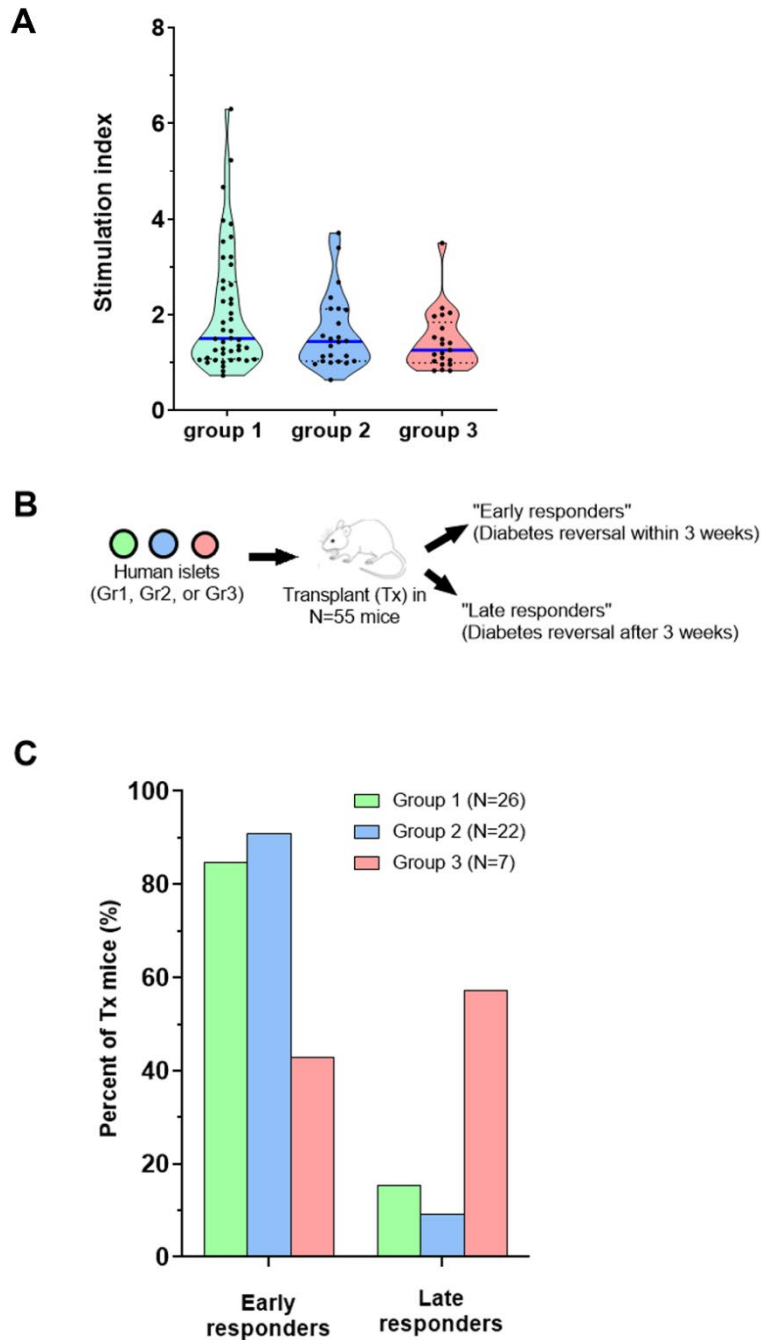 A
8
6
4
2
0
Stimulation index
group 1 group 2 group 3
B
Human islets
(Gr1, Gr2, or Gr3)
Transplant (Tx) in
N=55 mice
"Early responders"
(Diabetes reversal within 3 weeks)
"Late responders"
(Diabetes reversal after 3 weeks)
C
100
80
60
40
20
0
Percent of Tx mice (%)
Group 1 (N=26)
Group 2 (N=22)
Group 3 (N=7)
Early
responders
Late
responders